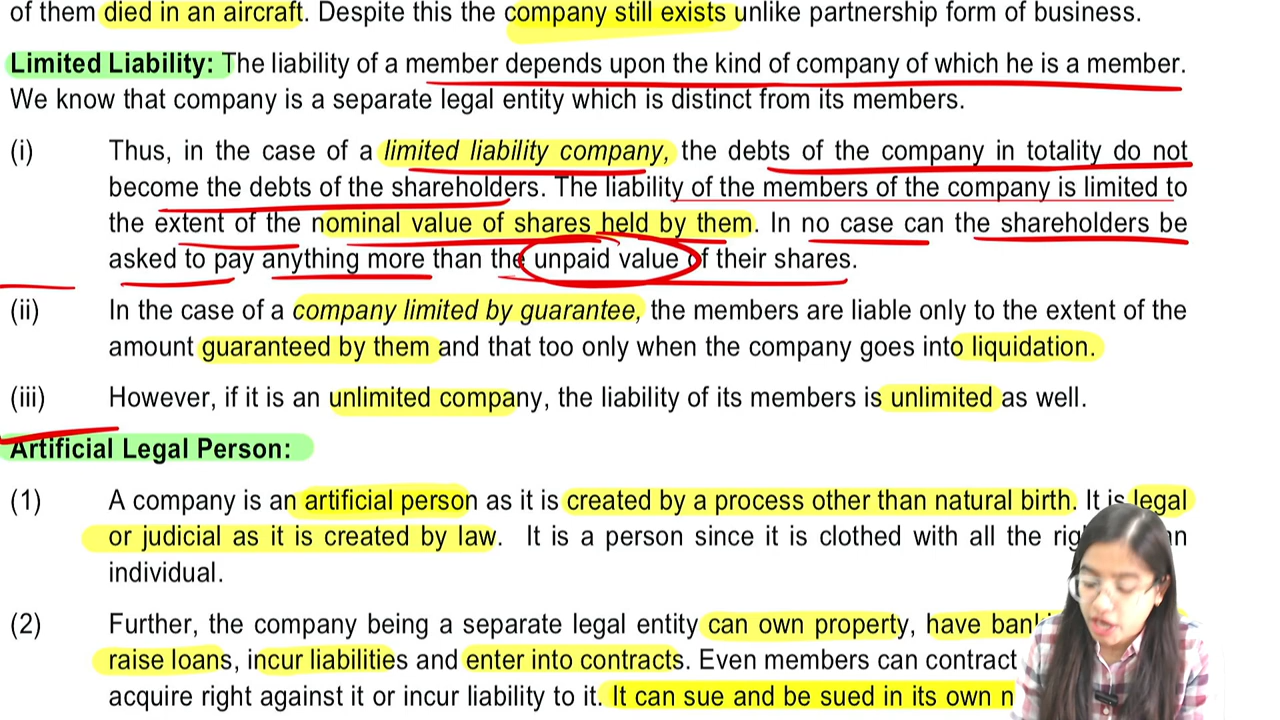 of them died in an aircraft. Despite this the company still exists unlike partnership form of business.
Limited Liability: The liability of a member depends upon the kind of company of which he is a member.
We know that company is a separate legal entity which is distinct from its members.
(i) Thus, in the case of a limited liability company, the debts of the company in totality do not
become the debts of the shareholders. The liability of the members of the company is limited to
the extent of the nominal value of shares held by them. In no case can the shareholders be
asked to pay anything more than the unpaid value of their shares.
(ii) In the case of a company limited by guarantee, the members are liable only to the extent of the
amount guaranteed by them and that too only when the company goes into liquidation.
(iii) However, if it is an unlimited company, the liability of its members is unlimited as well.
Artificial Legal Person:
(1) A company is an artificial person as it is created by a process other than natural birth. It is legal
or judicial as it is created by law. It is a person since it is clothed with all the
individual.
(2) Further, the company being a separate legal entity can own property, have
raise loans, incur liabilities and enter into contracts. Even members can contract
acquire right against it or incur liability to it. It can sue and be sued in its own